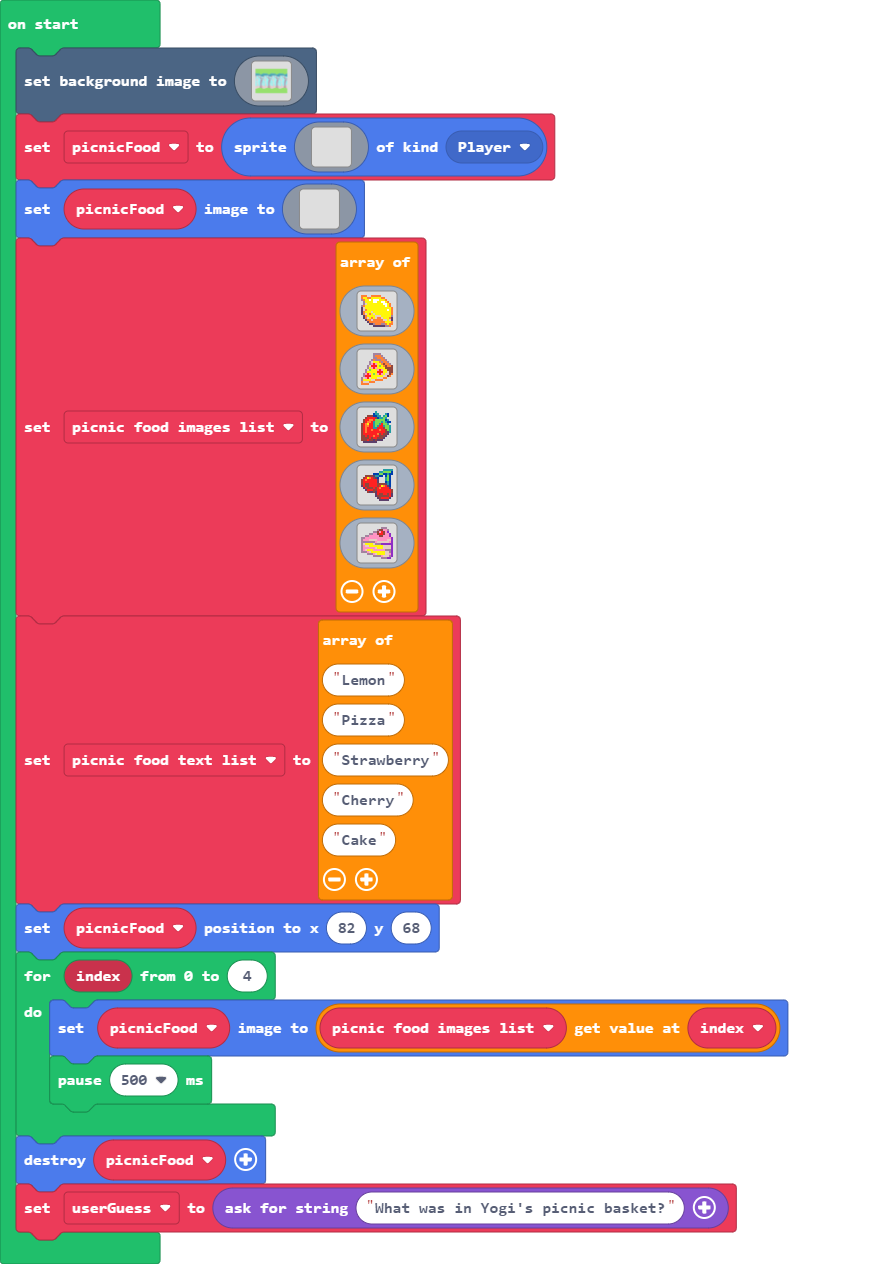 on start
set background image to
set picnicFood to sprite of kind Player
set picnicFood image to
array of
set picnic food images list to
array of
"Lemon"
"Pizza"
set picnic food text list to "Strawberry"
"Cherry"
"Cake"
set picnicFood position to x 82 y 68
for index from 0 to 4
do
set picnicFood image to picnic food images list get value at index
pause 500 ms
destroy picnicFood
set userGuess to ask for string "What was in Yogi's picnic basket?"